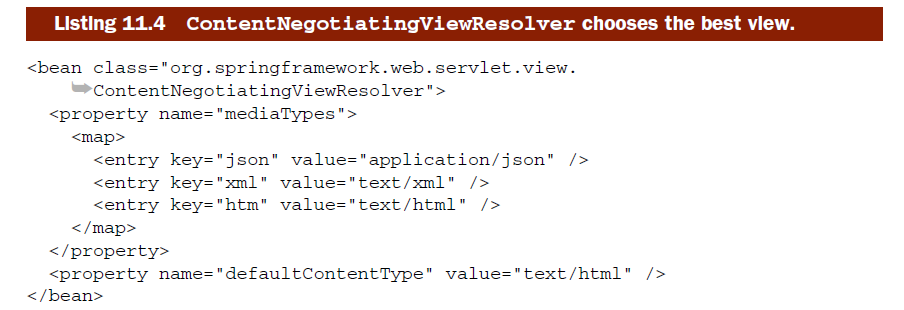 Listing 11.4 ContentNegotiatingViewResolver chooses the best view.
<bean class="org.springframework.web.servlet.view.
➥ContentNegotiatingViewResolver">
<property name="mediaTypes">
<map>
<entry key="json" value="application/json" />
<entry key="xml" value="text/xml" />
<entry key="htm" value="text/html" />
</map>
</property>
<property name="defaultContentType" value="text/html" />
</bean>